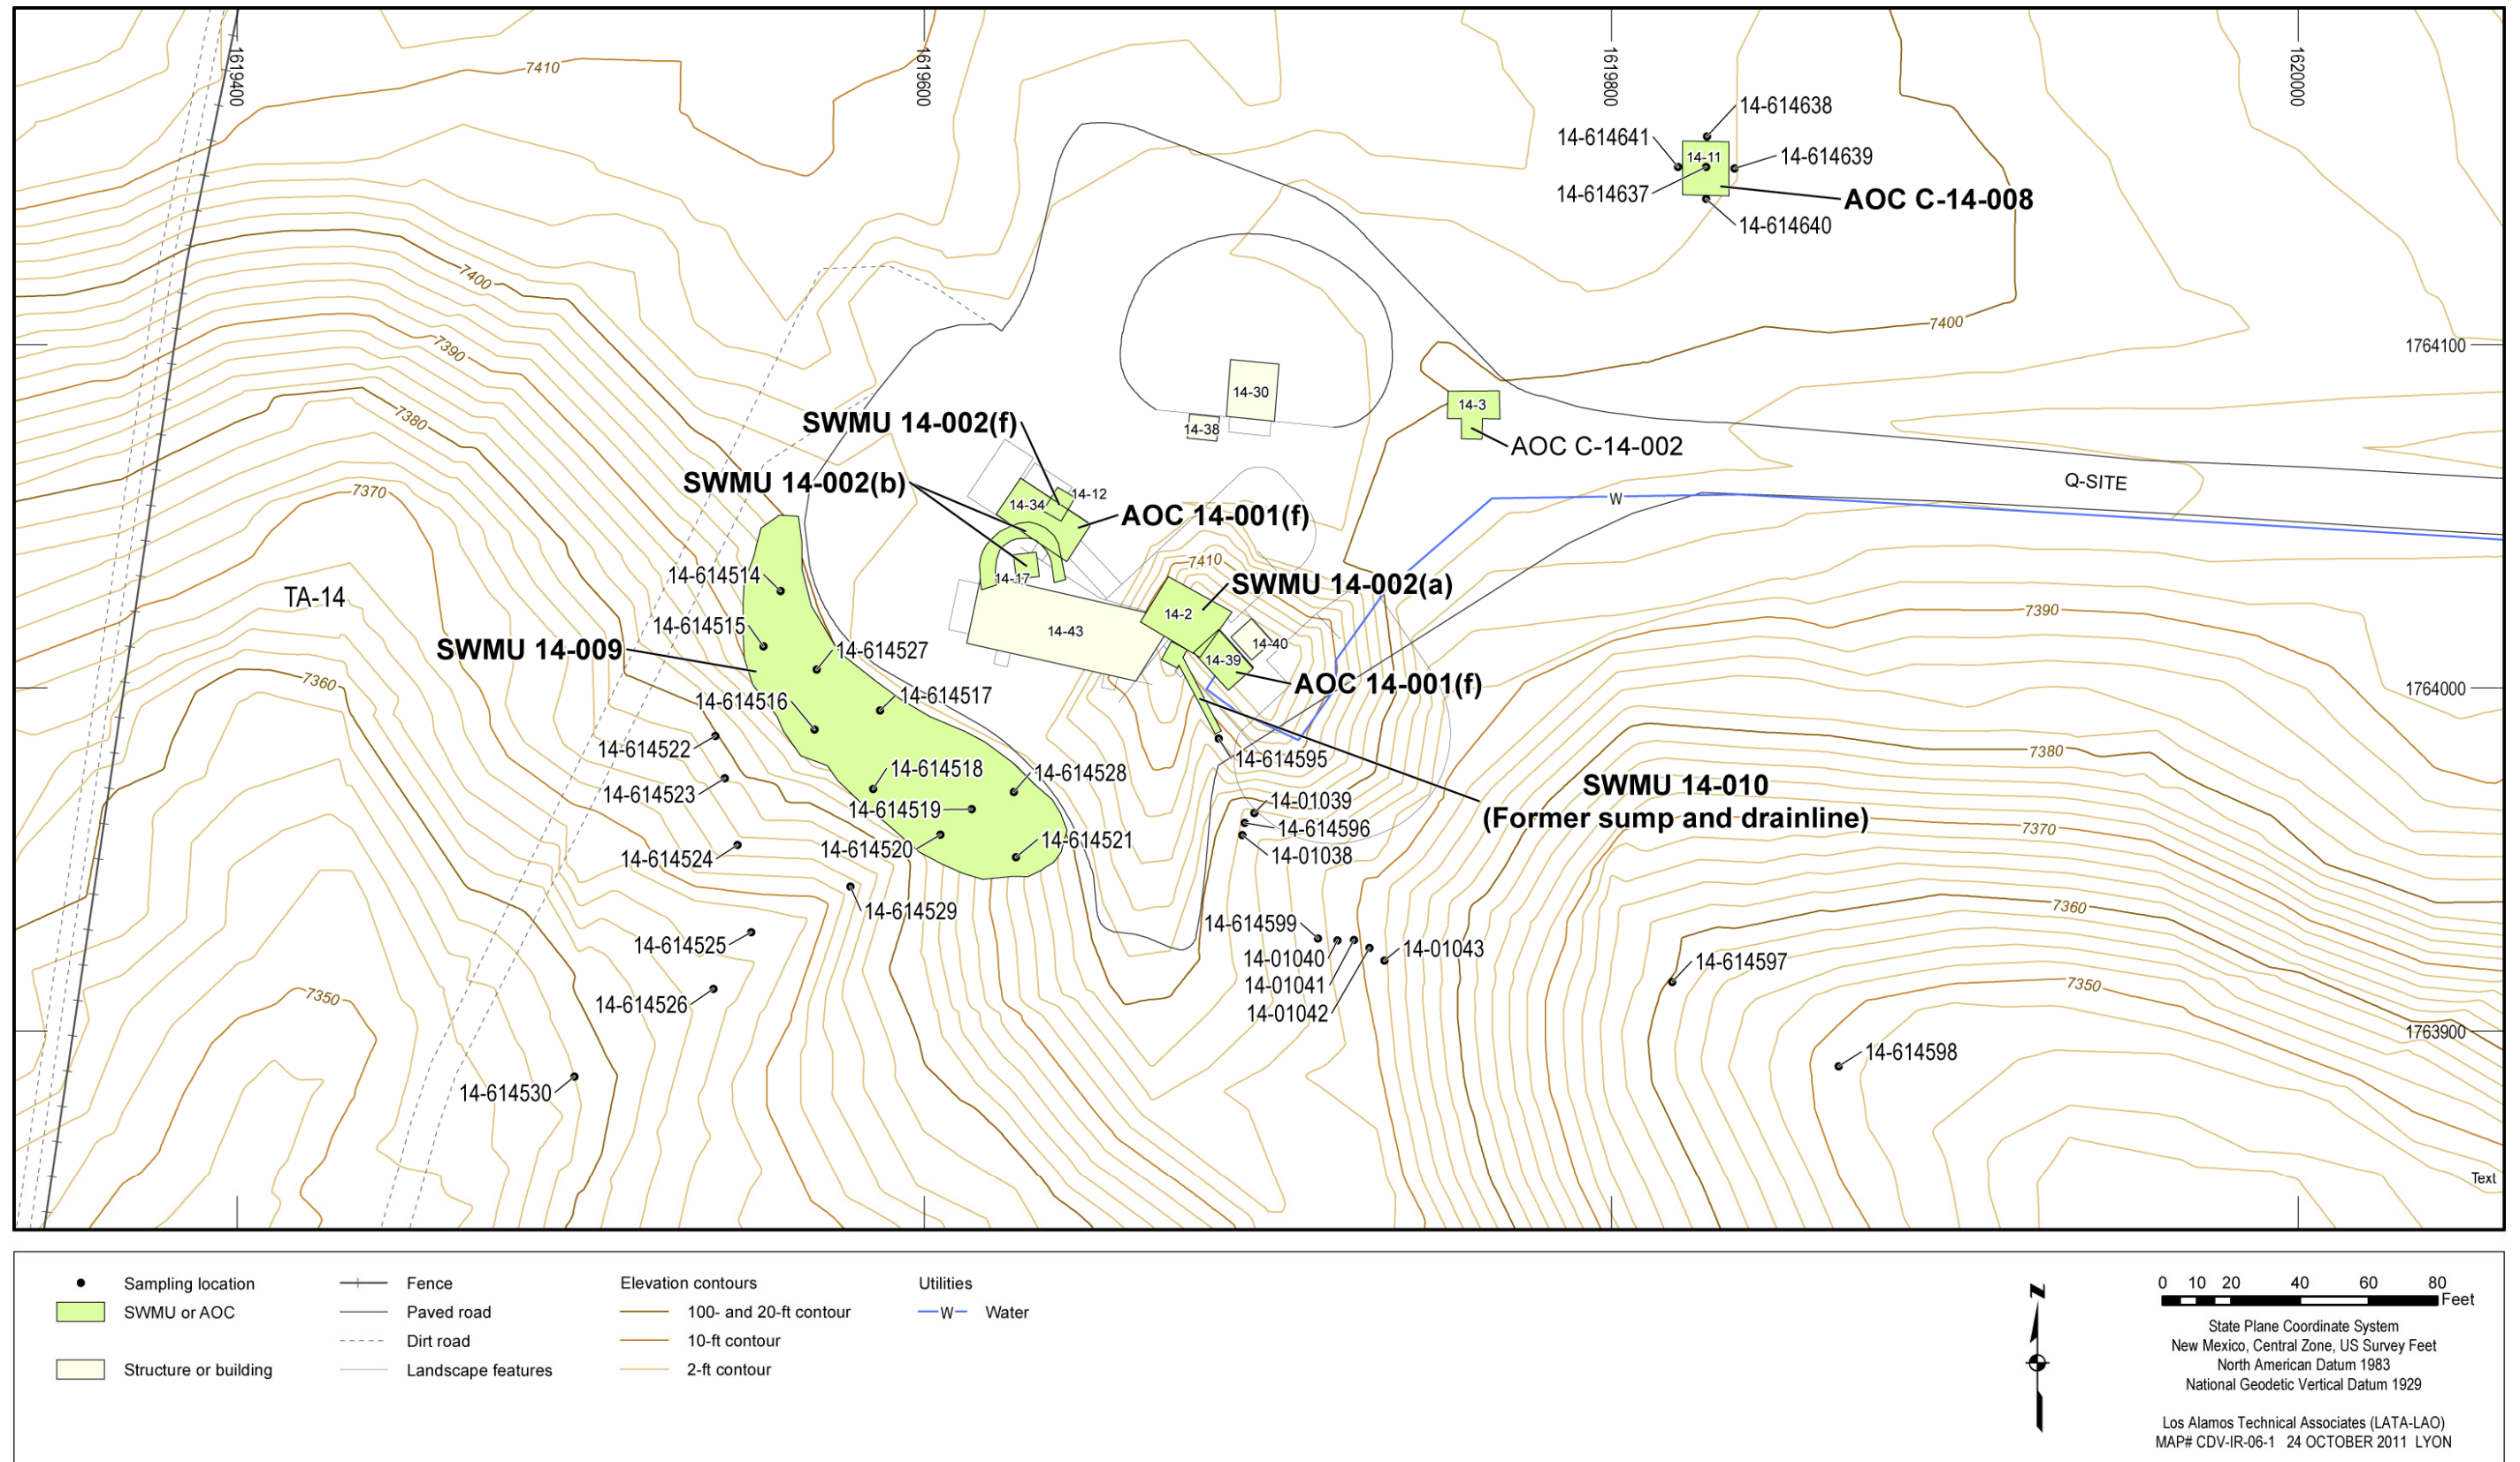 1619400
1619600
1619800
1620000
7410
14-614638
14-614641
14-11
14-614639
14-614637
AOC C-14-008
14-614640
7400
7400
1764100
7390
14-30
14-3
7380
SWMU 14-002(f)
14-38
AOC C-14-002
SWMU 14-002(b)
Q-SITE
7370
14-12
W
14-34
AOC 14-001(f)
7410
14-614514
14-17
SWMU 14-002(a)
TA-14
7390
14-2
14-614515
14-43
14-40
SWMU 14-009
14-614527
14-39
7360
AOC 14-001(f)
1764000
14-614517
14-614516
14-614522
7380
14-614595
14-614518
14-614528
SWMU 14-010
(Former sump and drainline)
14-614523
14-01039
14-614519
14-614596
7370
14-614521
14-614520
14-01038
14-614524
7360
14-614529
14-614599
14-614525
14-01043
14-01040
14-614597
14-01041
7350
7350
14-614526
14-01042
1763900
14-614598
14-614530
Text
Sampling location
SWMU or AOC
Structure or building
Fence
Paved road
Dirt road
Landscape features
Elevation contours
100- and 20-ft contour
10-ft contour
2-ft contour
Utilities
W
Water
N
0 10 20 40 60 80
Feet
State Plane Coordinate System
New Mexico, Central Zone, US Survey Feet
North American Datum 1983
National Geodetic Vertical Datum 1929
Los Alamos Technical Associates (LATA-LAO)
MAP# CDV-IR-06-1 24 OCTOBER 2011 LYON